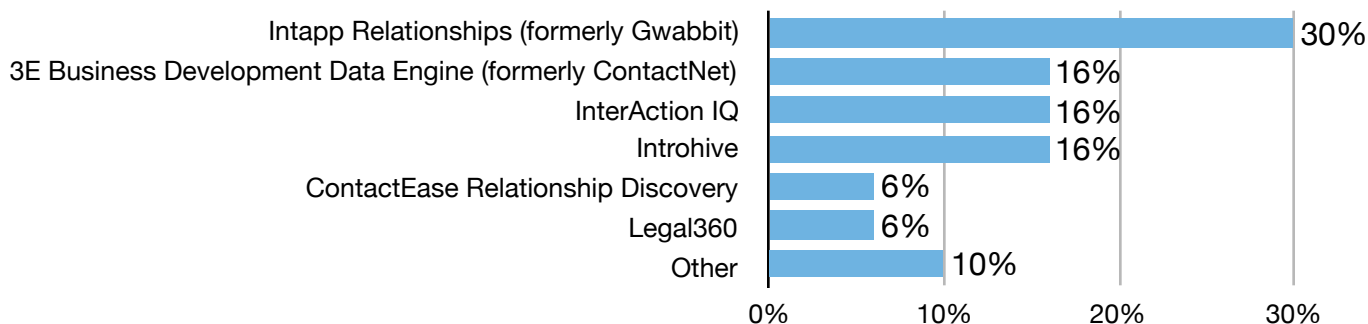 Intapp Relationships (formerly Gwabbit) 30%
3E Business Development Data Engine (formerly ContactNet) 16%
InterAction IQ 16%
Introhive 16%
ContactEase Relationship Discovery 6%
Legal360 6%
Other 10%
0% 10% 20% 30%